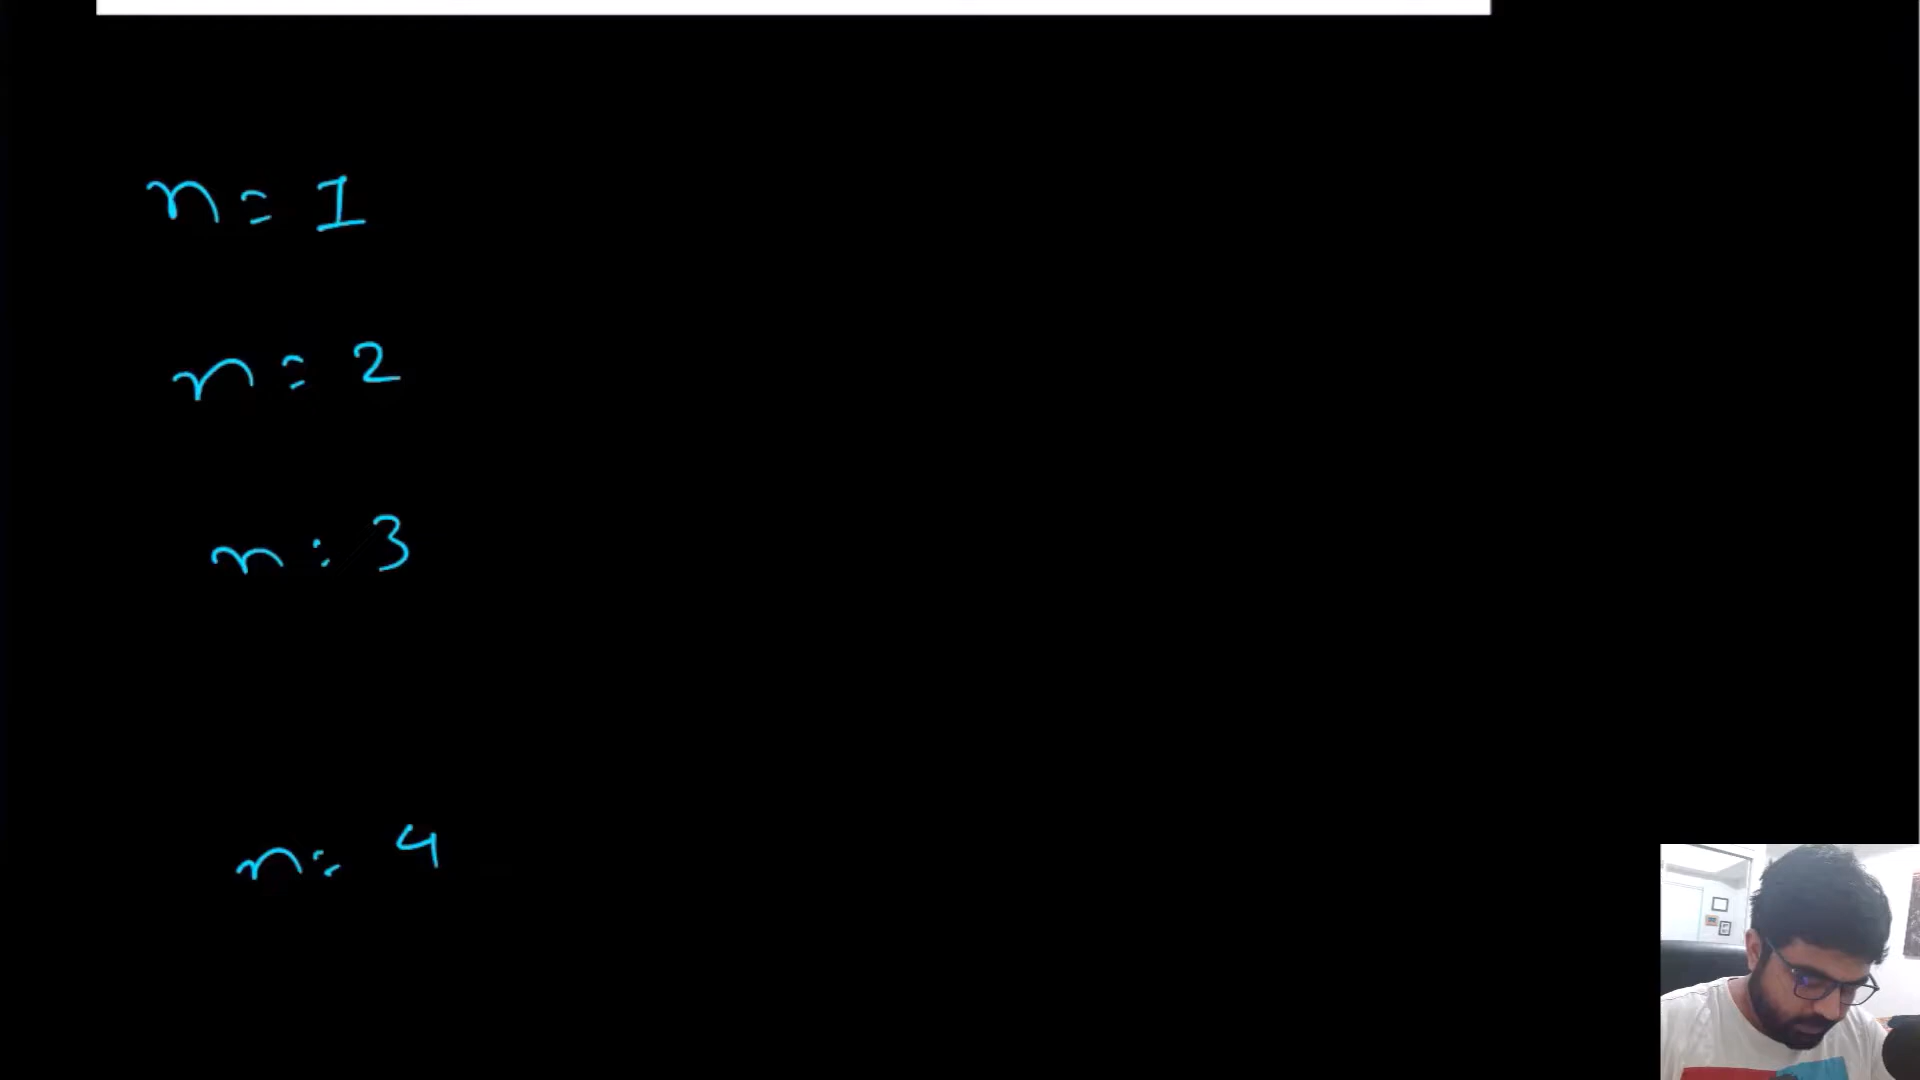 n = 1
n = 2
n = 3
n = 4